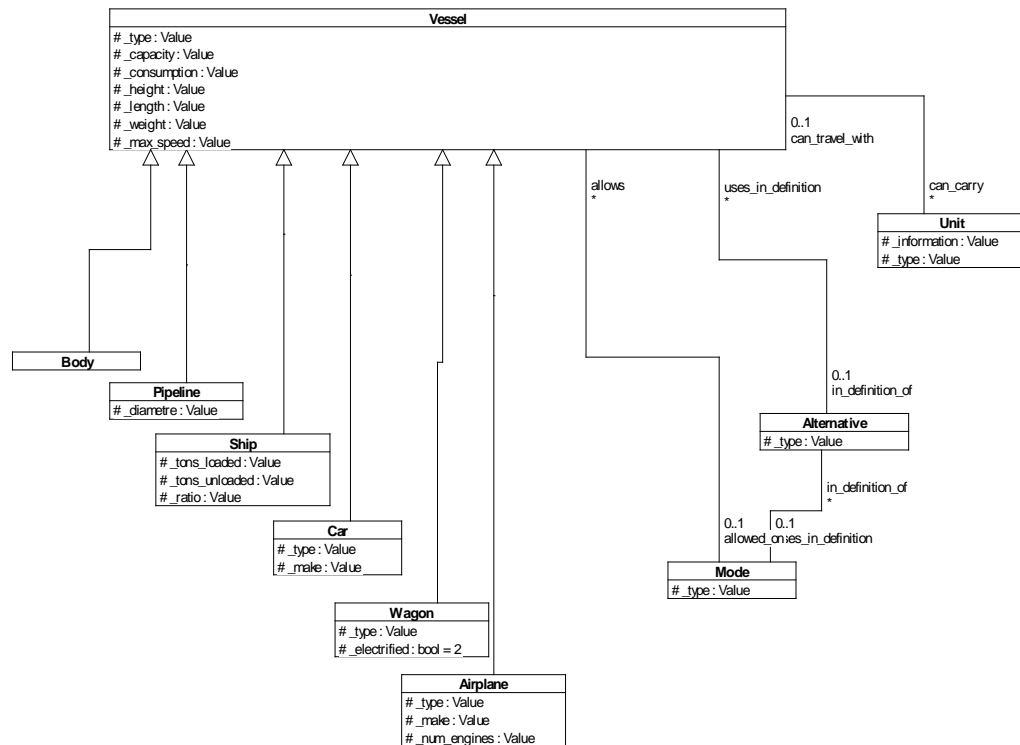 Vessel
# _type : Value
# _capacity : Value
# _consumption : Value
# _height : Value
# _length : Value
# _weight : Value
# _max_speed : Value
0..1
can_travel_with
allows
*
uses_in_definition
*
can_carry
*
Unit
# _information : Value
# _type : Value
Body
Pipeline
# _diametre : Value
0..1
in_definition_of
Alternative
# _type : Value
Ship
# _tons_loaded : Value
# _tons_unloaded : Value
# _ratio : Value
in_definition_of
*
Car
# _type : Value
# _make : Value
0..1
0..1
allowed_on
ses_in_definition
Mode
# _type : Value
Wagon
# _type : Value
# _electrified : bool = 2
Airplane
# _type : Value
# _make : Value
# _num_engines : Value